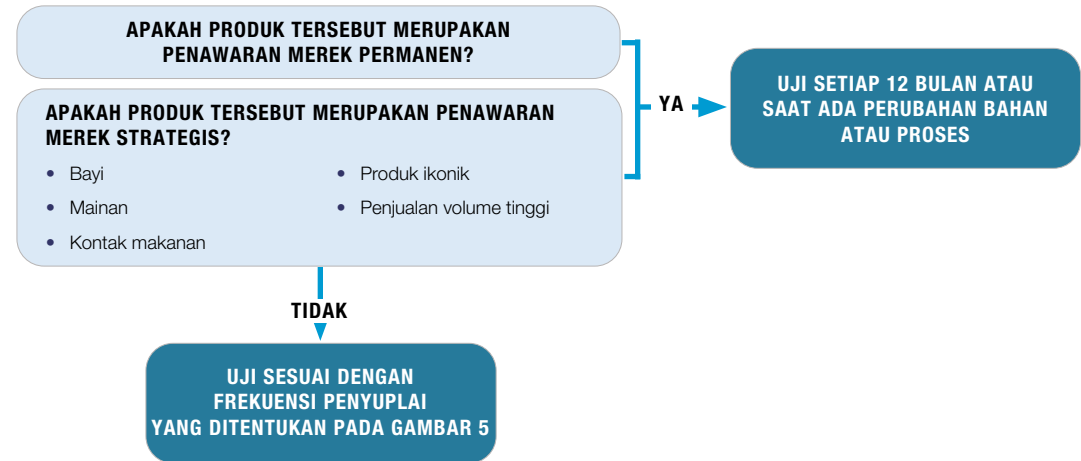 APAKAH PRODUK TERSEBUT MERUPAKAN
PENAWARAN MEREK PERMANEN?
APAKAH PRODUK TERSEBUT MERUPAKAN PENAWARAN
MEREK STRATEGIS?
• Bayi
• Mainan
• Kontak makanan
• Produk ikonik
• Penjualan volume tinggi
YA
UJI SETIAP 12 BULAN ATAU
SAAT ADA PERUBAHAN BAHAN
ATAU PROSES
TIDAK
UJI SESUAI DENGAN
FREKUENSI PENYUPLAI
YANG DITENTUKAN PADA GAMBAR 5